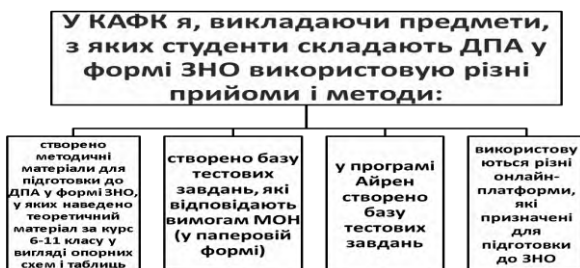 У КАФК я, викладаючи предмети,
з яких студенти складають ДПА у
формі ЗНО використовую різні
прийоми і методи:
створено
методичні
матеріали для
підготовки до
ДПА у формі ЗНО,
у яких наведено
теоретичний
матеріал за курс
6-11 класу у
вигляді опорних
схем і таблиць
створено базу
тестових
завдань, які
відповідають
вимогам МОН
(у паперовій
формі)
у програмі
Айрен
створено
базу
тестових
завдань
використову
ються різні
онлайн-
платформи,
які
призначені
для
підготовки
до ЗНО